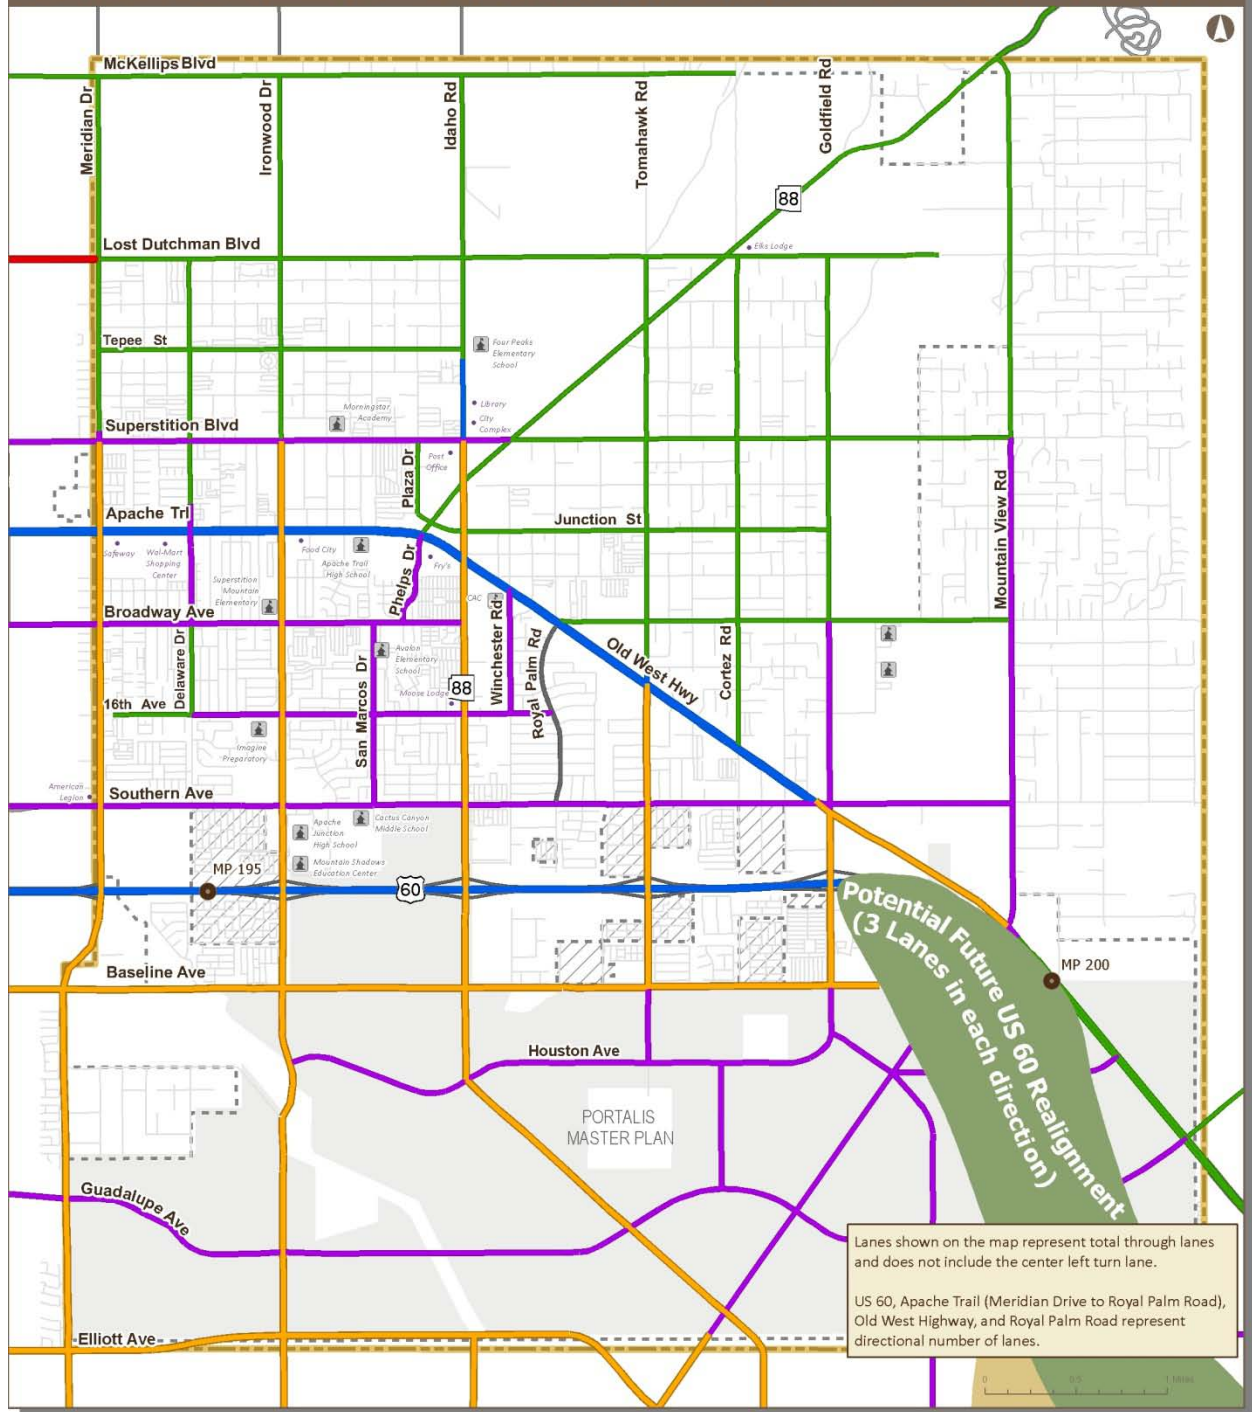 McKellips Blvd
Meridian Dr
Ironwood Dr
Idaho Rd
Tomahawk Rd
Goldfield Rd
88
Lost Dutchman Blvd
Elks Lodge
Tepee St
Four Peaks
Elementary
School
Library
City
Complex
Morningstar
Academy
Superstition Blvd
Post
Office
Plaza Dr
Mountain View Rd
Apache Trl
Junction St
Safeway
Wal-Mart
Shopping
Center
Food City
Apache Trail
High School
Fry's
Phelps Dr
Superstition
Mountain
Elementary
CAC
Broadway Ave
Winchester Rd
Royal Palm Rd
Old West Hwy
Cortez Rd
Delaware Dr
Avalon
Elementary
School
Moose Lodge
88
San Marcos Dr
16th Ave
Imagine
Preparatory
American
Legion
Southern Ave
Apache
Junction
High School
Cactus Canyon
Middle School
Mountain Shadows
Education Center
MP 195
60
Potential Future US 60 Realignment
(3 Lanes in each direction)
MP 200
Baseline Ave
Houston Ave
PORTALIS
MASTER PLAN
Guadalupe Ave
Lanes shown on the map represent total through lanes
and does not include the center left turn lane.
US 60, Apache Trail (Meridian Drive to Royal Palm Road),
Old West Highway, and Royal Palm Road represent
directional number of lanes.
Elliott Ave
0 0.5 1 Miles